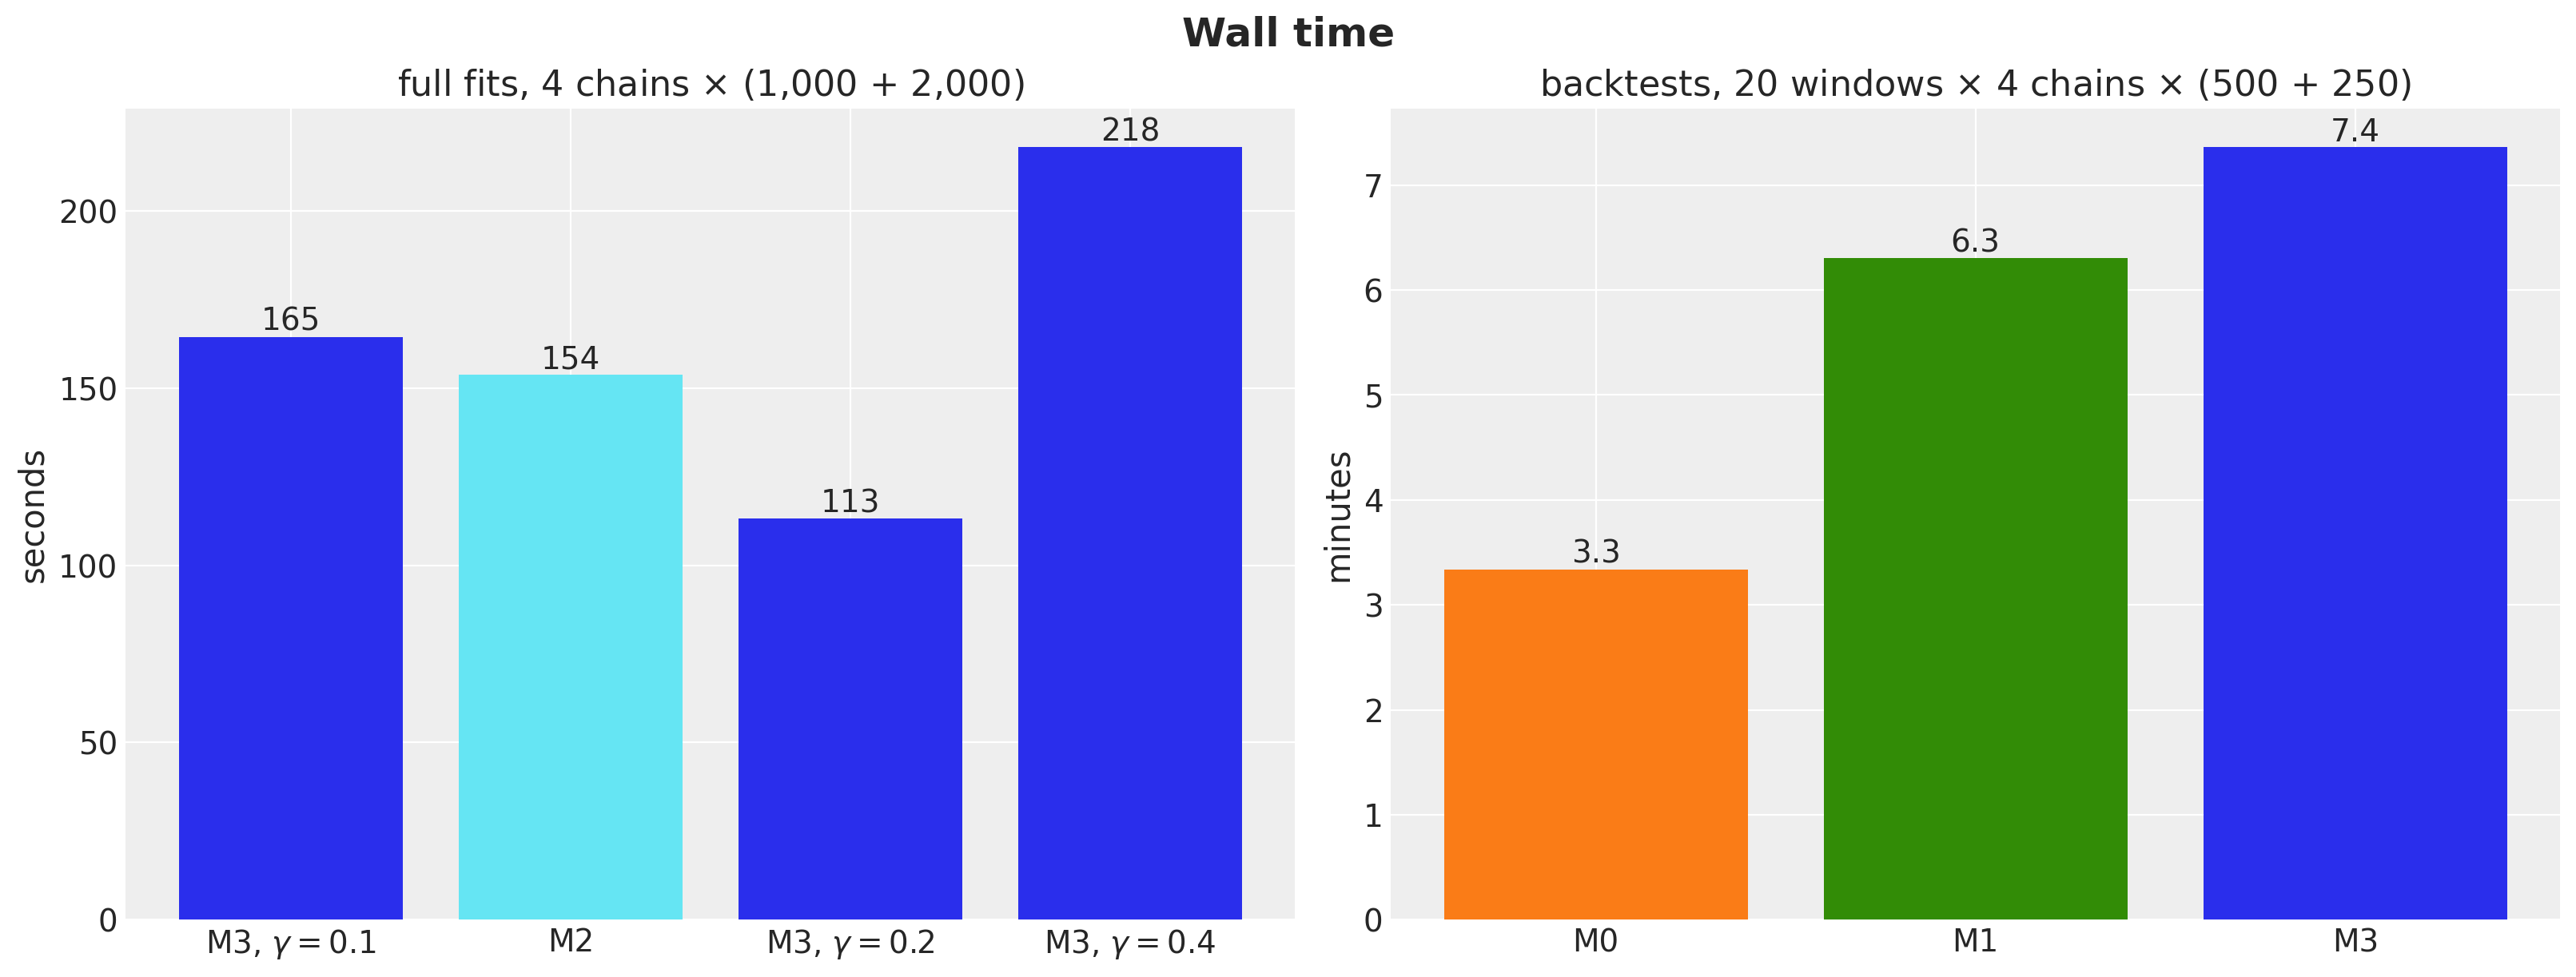 Wall time
full fits, 4 chains × (1,000 + 2,000)
seconds
200
150
100
50
0
165
154
113
218
M3, γ = 0.1
M2
M3, γ = 0.2
M3, γ = 0.4
backtests, 20 windows × 4 chains × (500 + 250)
minutes
7
6
5
4
3
2
1
0
3.3
6.3
7.4
M0
M1
M3